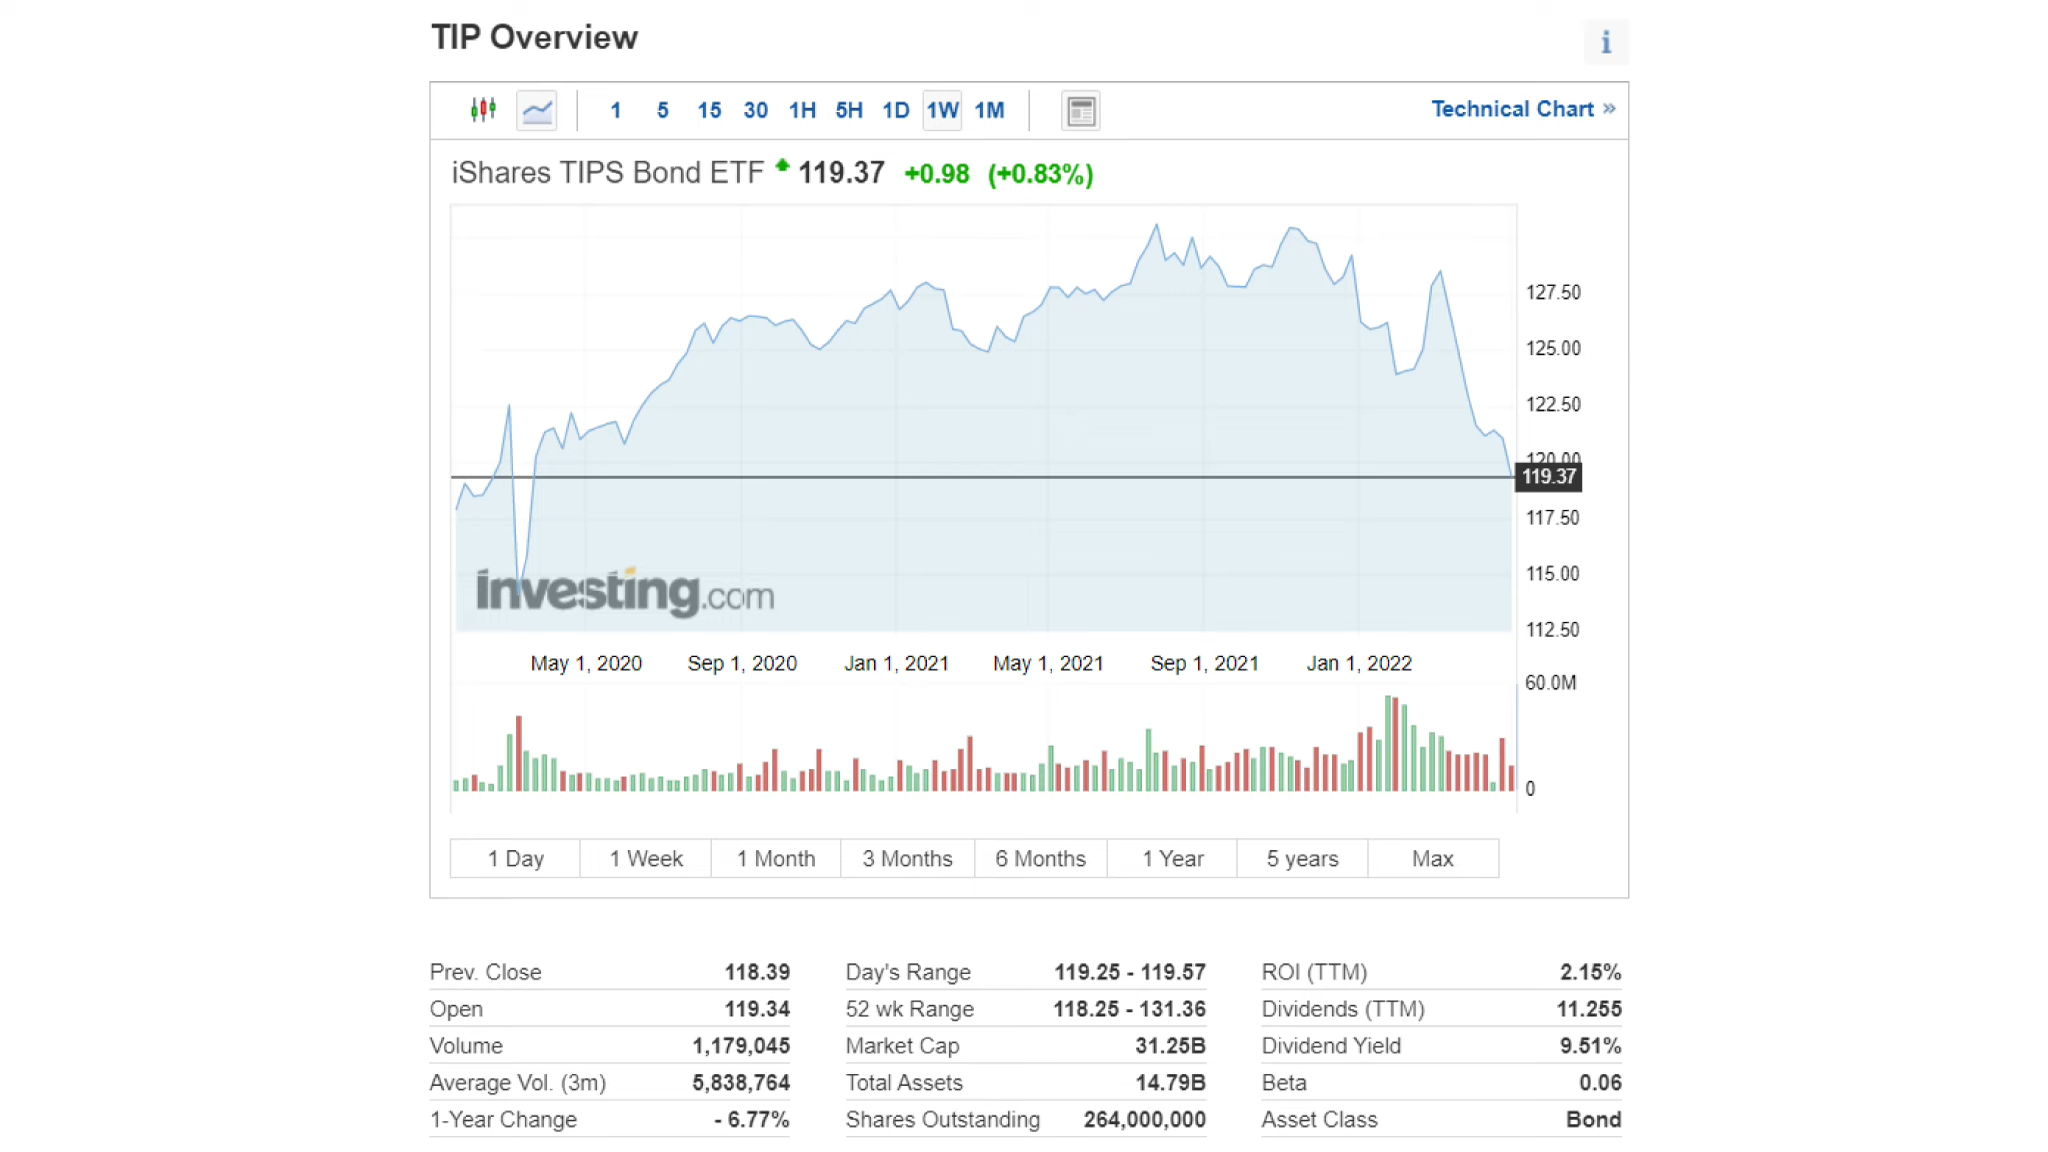 TIP Overview
1 5 15 30 1H 5H 1D 1W 1M
Technical Chart »
iShares TIPS Bond ETF 119.37 +0.98 (+0.83%)
127.50
125.00
122.50
120.00
119.37
117.50
115.00
112.50
investing.com
May 1, 2020 Sep 1, 2020 Jan 1, 2021 May 1, 2021 Sep 1, 2021 Jan 1, 2022
60.0M
0
1 Day 1 Week 1 Month 3 Months 6 Months 1 Year 5 years Max
Prev. Close 118.39 Day's Range 119.25 - 119.57 ROI (TTM) 2.15%
Open 119.34 52 wk Range 118.25 - 131.36 Dividends (TTM) 11.255
Volume 1,179,045 Market Cap 31.25B Dividend Yield 9.51%
Average Vol. (3m) 5,838,764 Total Assets 14.79B Beta 0.06
1-Year Change - 6.77% Shares Outstanding 264,000,000 Asset Class Bond